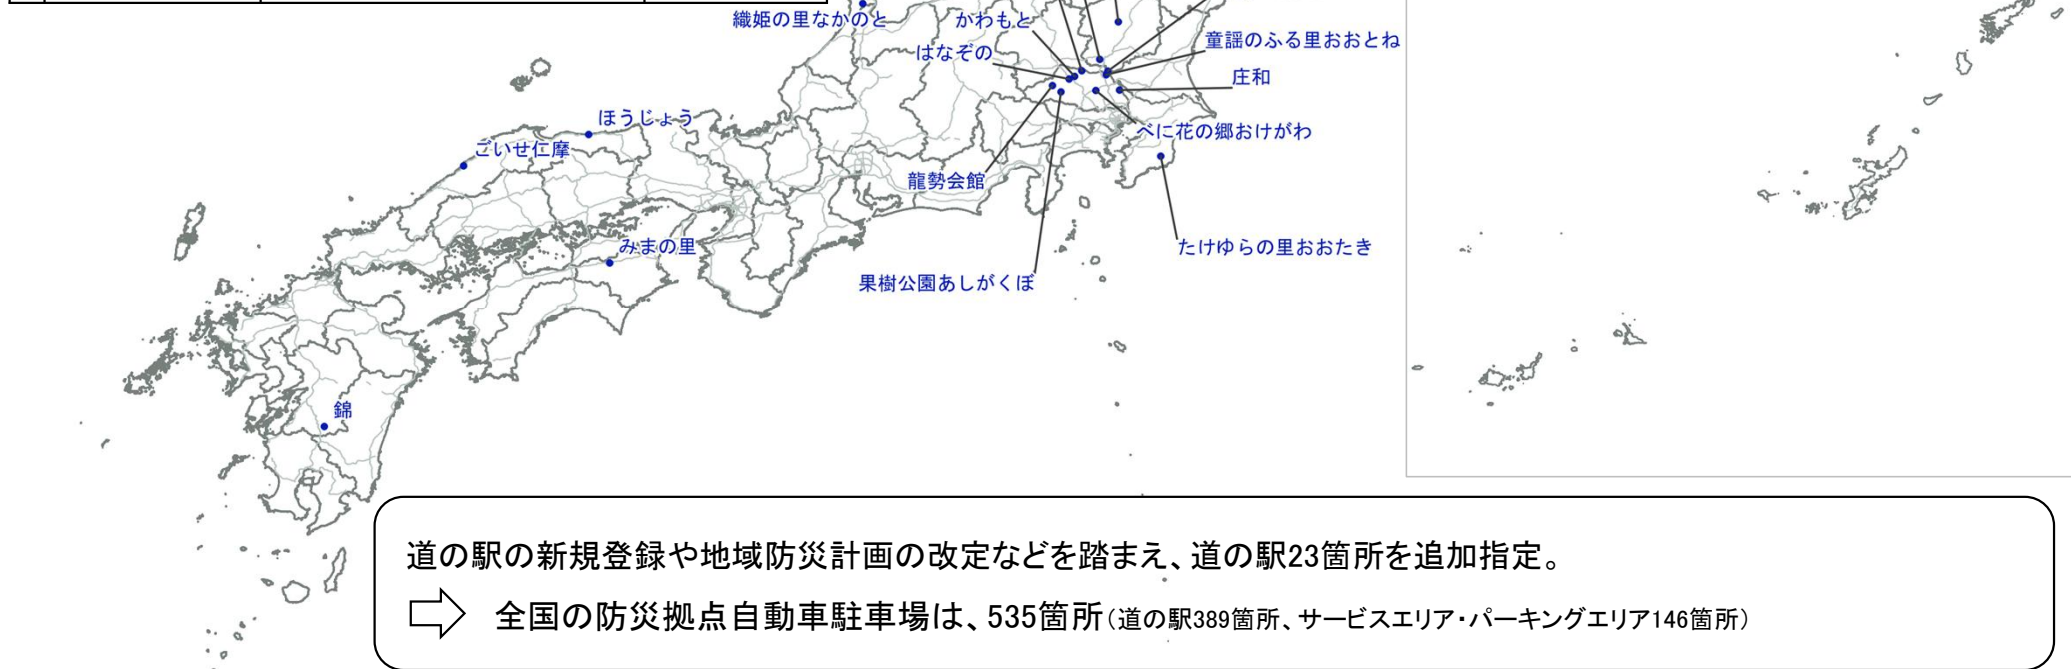 織姫の里なかのと
かわもと
はなぞの
童謡のふる里おおとね
庄和
ほうじょう
べに花の郷おけがわ
ごいせ仁摩
龍勢会館
みまの里
たけゆらの里おおたき
果樹公園あしがくぼ
錦
道の駅の新規登録や地域防災計画の改定などを踏まえ、道の駅23箇所を追加指定。
全国の防災拠点自動車駐車場は、535箇所（道の駅389箇所、サービスエリア・パーキングエリア146箇所）